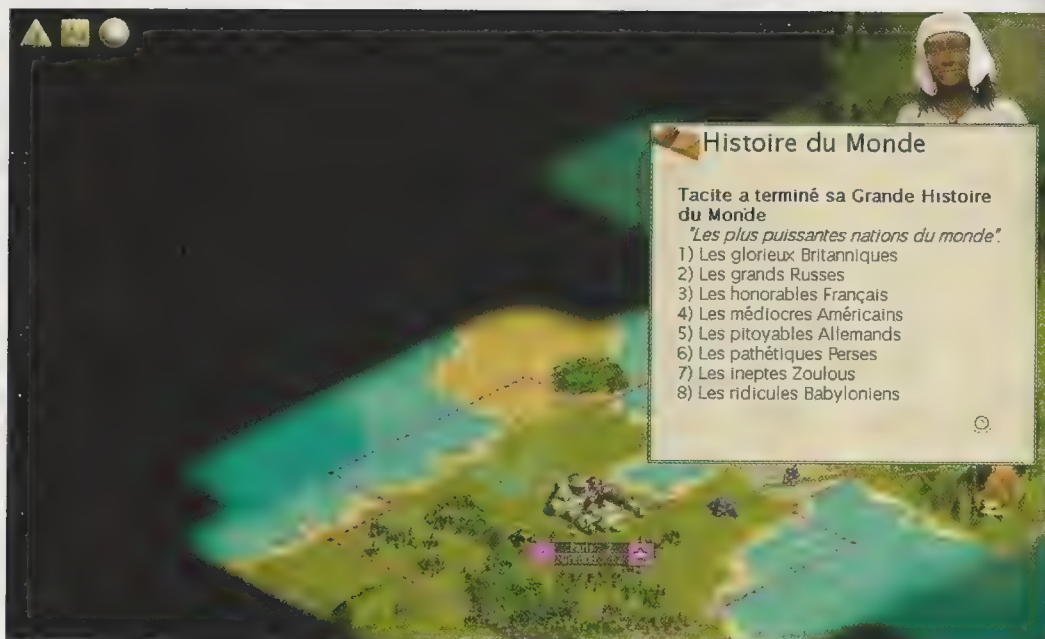 Histoire du Monde
Tacite a terminé sa Grande Histoire
du Monde
"Les plus puissantes nations du monde".
1) Les glorieux Britanniques
2) Les grands Russes
3) Les honorables Français
4) Les médiocres Américains
5) Les pitoyables Allemands
6) Les pathétiques Perses
7) Les ineptes Zoulous
8) Les ridicules Babyloniens